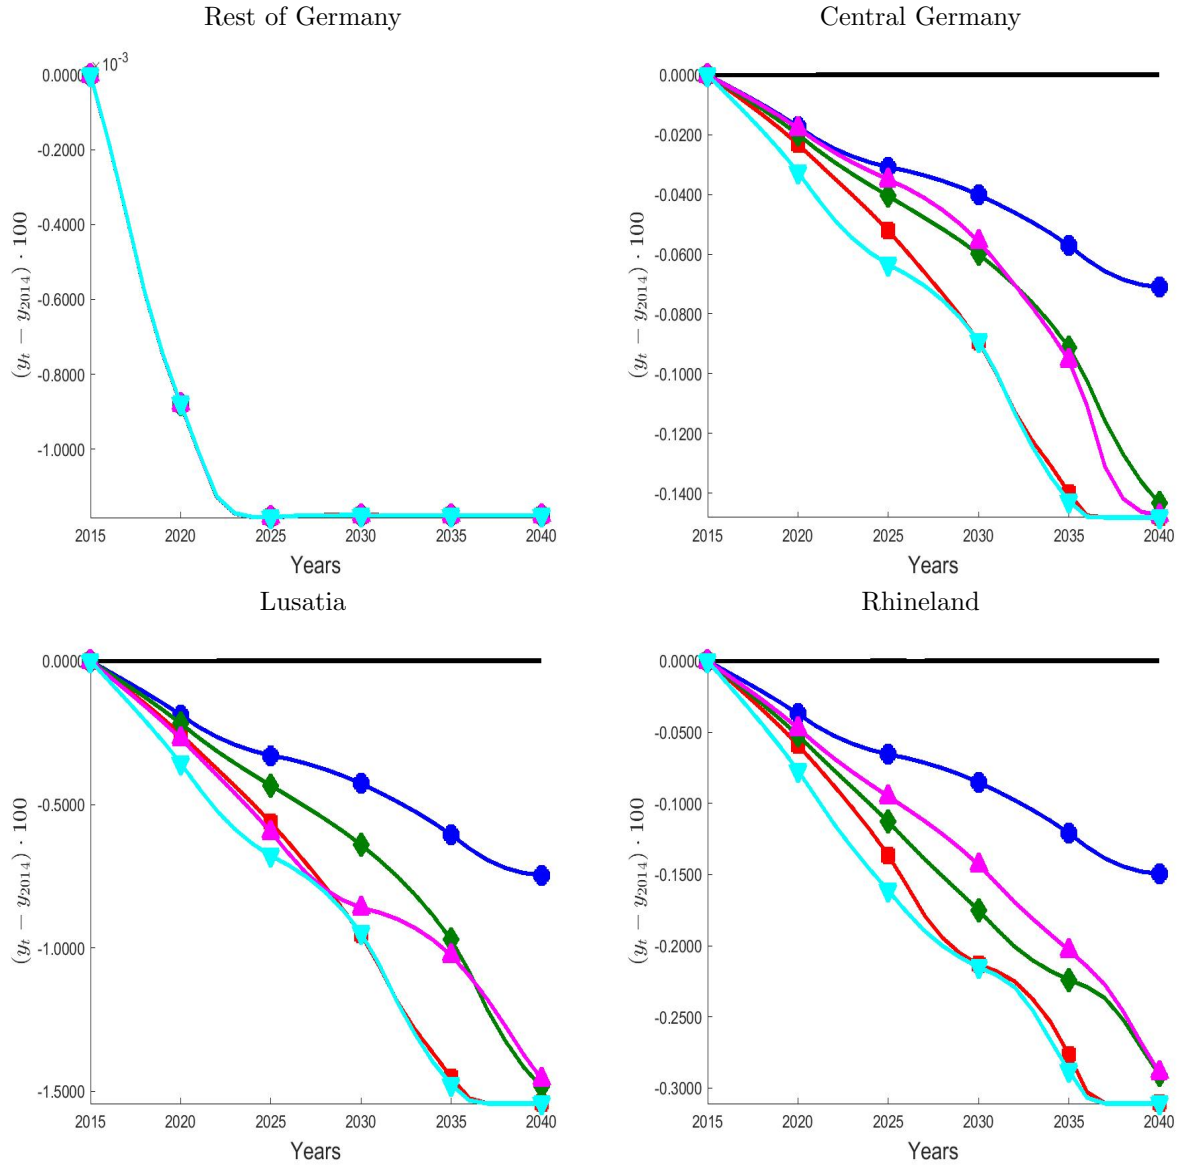 Rest of Germany
×10⁻³
0.0000
-0.2000
-0.4000
-0.6000
-0.8000
-1.0000
(y_t − y_2014) · 100
2015 2020 2025 2030 2035 2040
Years
Central Germany
0.0000
-0.0200
-0.0400
-0.0600
-0.0800
-0.1000
-0.1200
-0.1400
(y_t − y_2014) · 100
2015 2020 2025 2030 2035 2040
Years
Lusatia
0.0000
-0.5000
-1.0000
-1.5000
(y_t − y_2014) · 100
2015 2020 2025 2030 2035 2040
Years
Rhineland
0.0000
-0.0500
-0.1000
-0.1500
-0.2000
-0.2500
-0.3000
(y_t − y_2014) · 100
2015 2020 2025 2030 2035 2040
Years